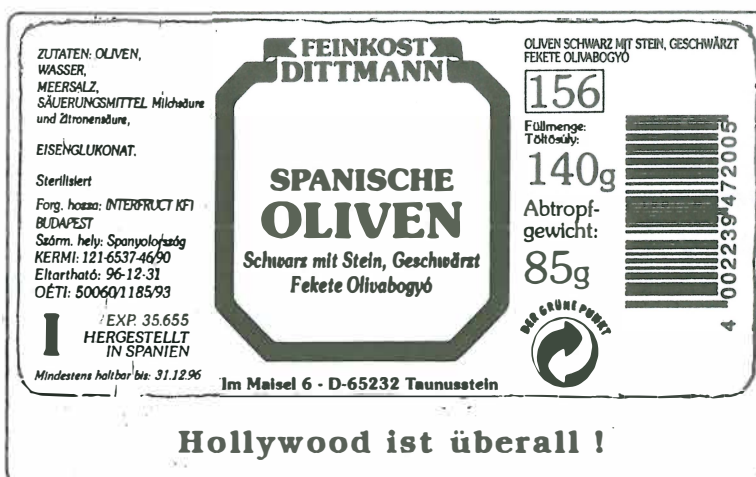 ZUTATEN: OLIVEN,
WASSER,
MEERSALZ,
SÄUERUNGSMITTEL Milchsäure
und Zitronensäure,
EISENGLUKONAT.
Sterilisiert
Forg. hozza: INTERFRUCT KFT
BUDAPEST
Szárm. hely: Spanyolország
KERMI: 121-6537-46/90
Eltartható: 96-12-31
OÉTI: 50060/1185/93
I
EXP. 35.655
HERGESTELLT
IN SPANIEN
Mindestens haltbar bis: 31.12.96
FEINKOST
DITTMANN
SPANISCHE
OLIVEN
Schwarz mit Stein, Geschwärzt
Fekete Olivabogyó
Im Maisel 6 - D-65232 Taunusstein
OLIVEN SCHWARZ MIT STEIN, GESCHWÄRZT
FEKETE OLIVABOGYÓ
156
Füllmenge:
Töltősúly:
140g
Abtropf-
gewicht:
85g
DER GRÜNE PUNKT
4 002239 472005
Hollywood ist überall !